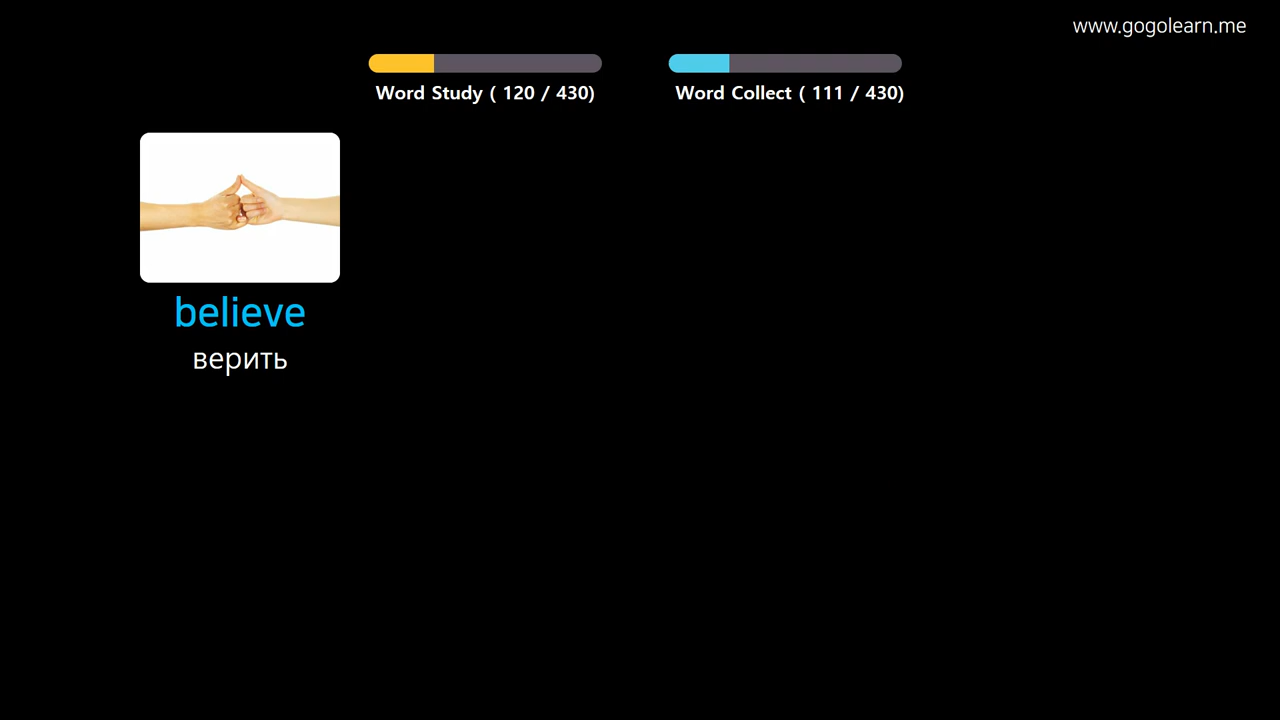 www.gogolearn.me
Word Study ( 120 / 430)
Word Collect ( 111 / 430)
believe
верить